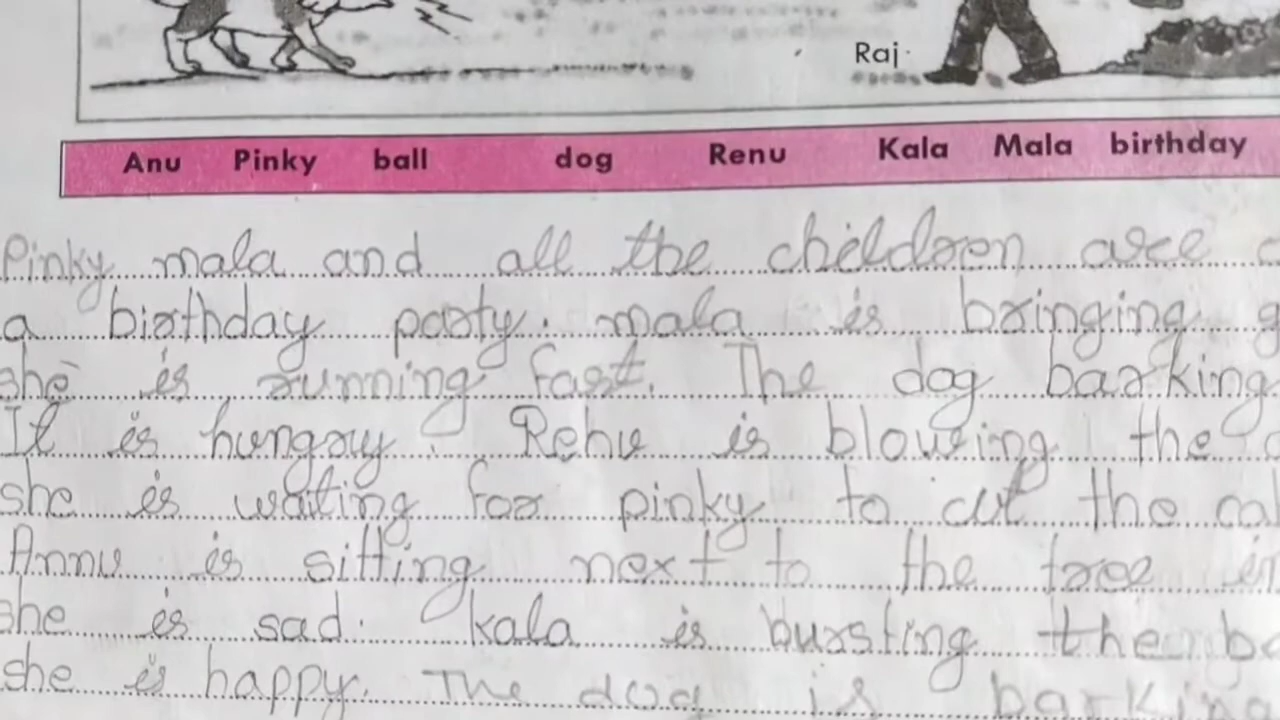 Raj
Anu Pinky ball dog Renu Kala Mala birthday
Pinky mala and all the children are
a birthday party. mala is bringing
she is running fast. The dog barking
It is hungry. Renu is blowing the
she is waiting for pinky to cut the
Annu is sitting next to the tree
she is sad. kala is bursting the
she is happy. The dog is barking